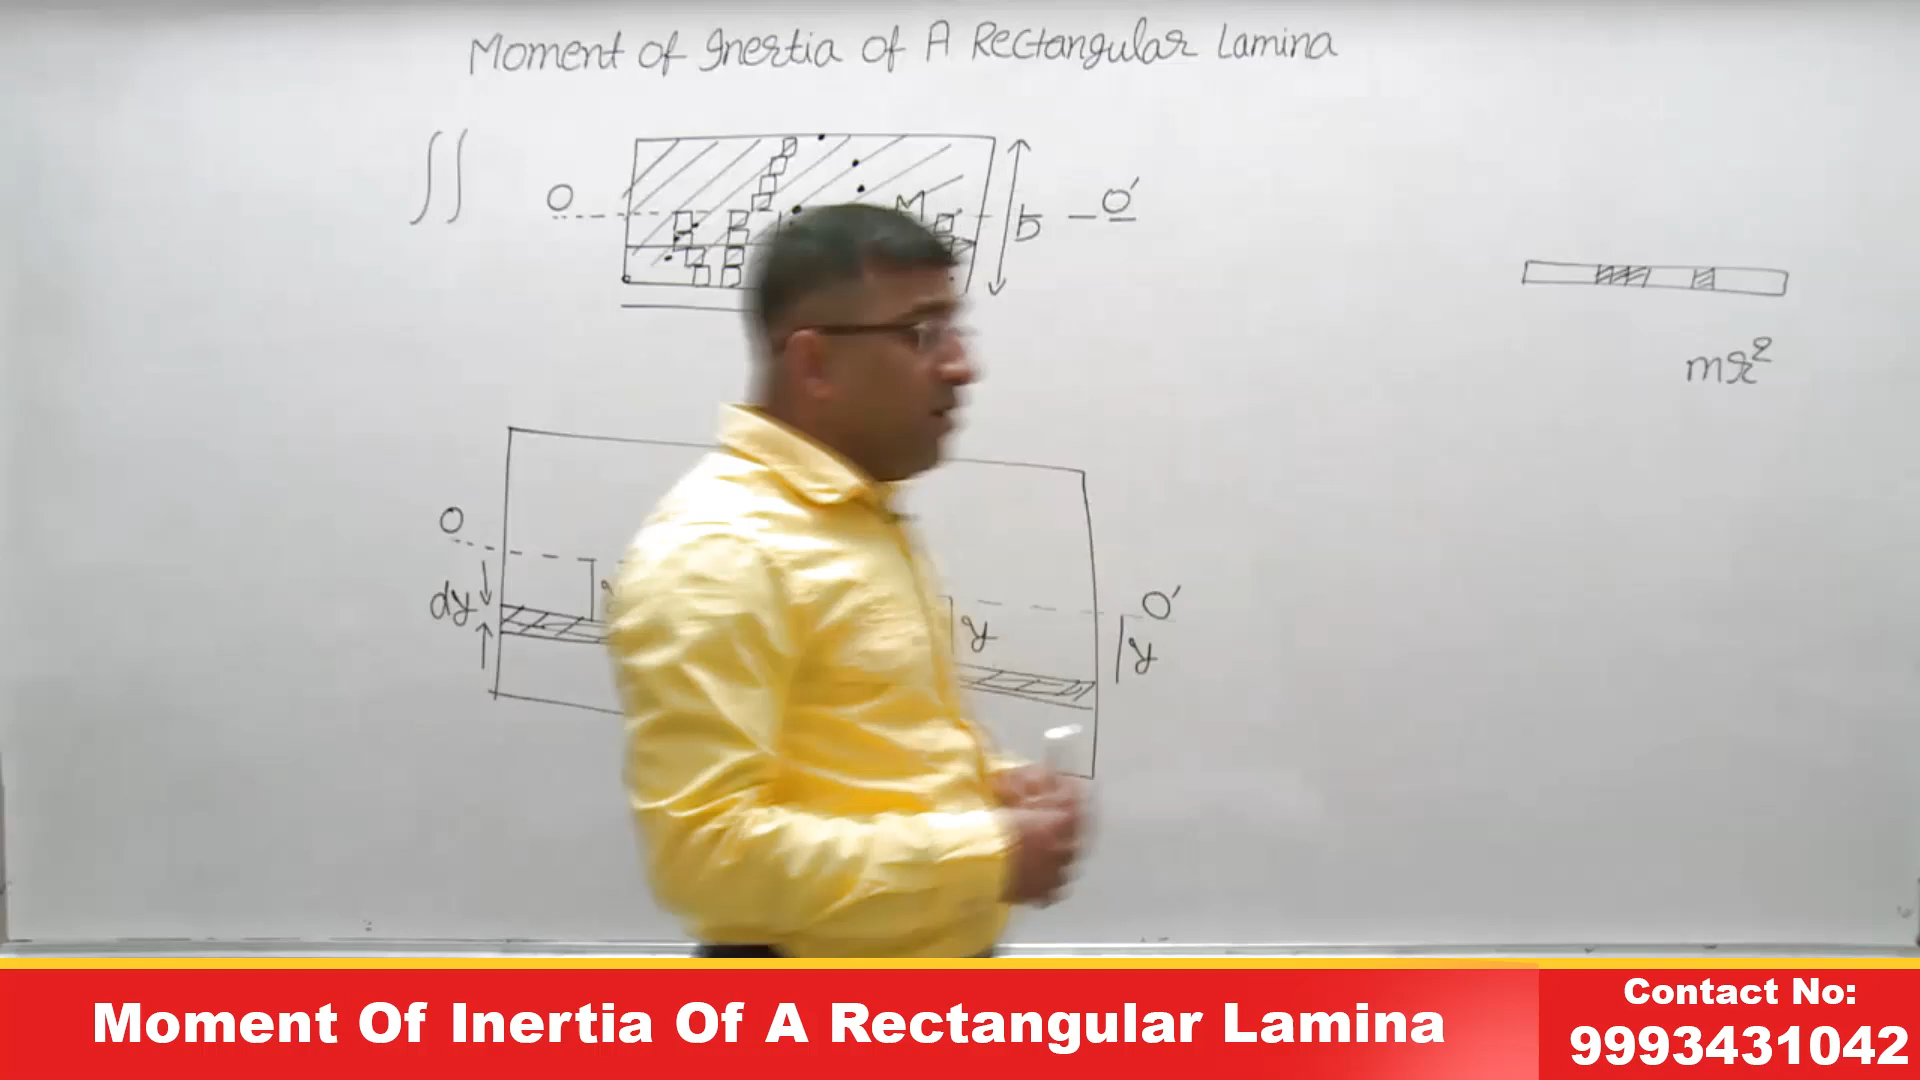 Moment of Inertia of A Rectangular Lamina
∬
O
M
b
O′
mr²
O
dy
y
O′
y
Moment Of Inertia Of A Rectangular Lamina
Contact No:
9993431042